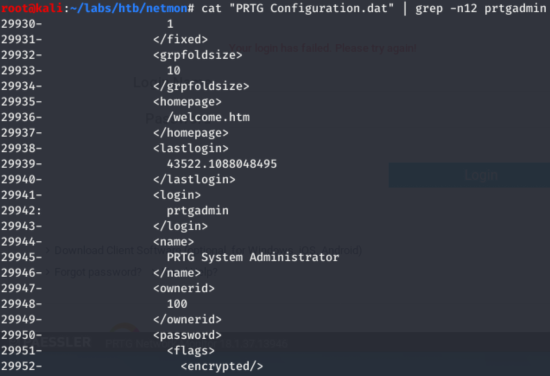 root@kali:~/labs/htb/netmon# cat "PRTG Configuration.dat" | grep -n12 prtgadmin
29930-                1
29931-              </fixed>
29932-              <grpfoldsize>
29933-                10
29934-              </grpfoldsize>
29935-              <homepage>
29936-                /welcome.htm
29937-              </homepage>
29938-              <lastlogin>
29939-                43522.1088048495
29940-              </lastlogin>
29941-              <login>
29942:                prtgadmin
29943-              </login>
29944-              <name>
29945-                PRTG System Administrator
29946-              </name>
29947-              <ownerid>
29948-                100
29949-              </ownerid>
29950-              <password>
29951-                <flags>
29952-                  <encrypted/>